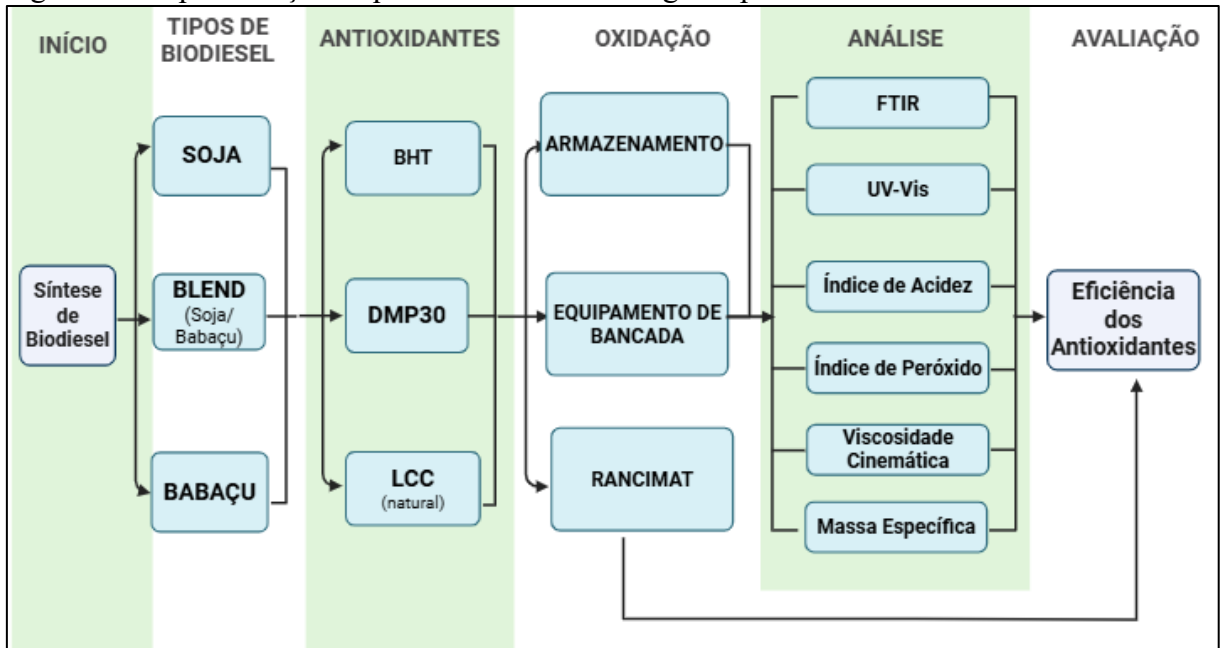 INÍCIO
TIPOS DE
BIODIESEL
ANTIOXIDANTES
OXIDAÇÃO
ANÁLISE
AVALIAÇÃO
Síntese
de
Biodiesel
SOJA
BLEND
(Soja/
Babaçu)
BABAÇU
BHT
DMP30
LCC
(natural)
ARMAZENAMENTO
EQUIPAMENTO DE
BANCADA
RANCIMAT
FTIR
UV-Vis
Índice de Acidez
Índice de Peróxido
Viscosidade
Cinemática
Massa Específica
Eficiência
dos
Antioxidantes